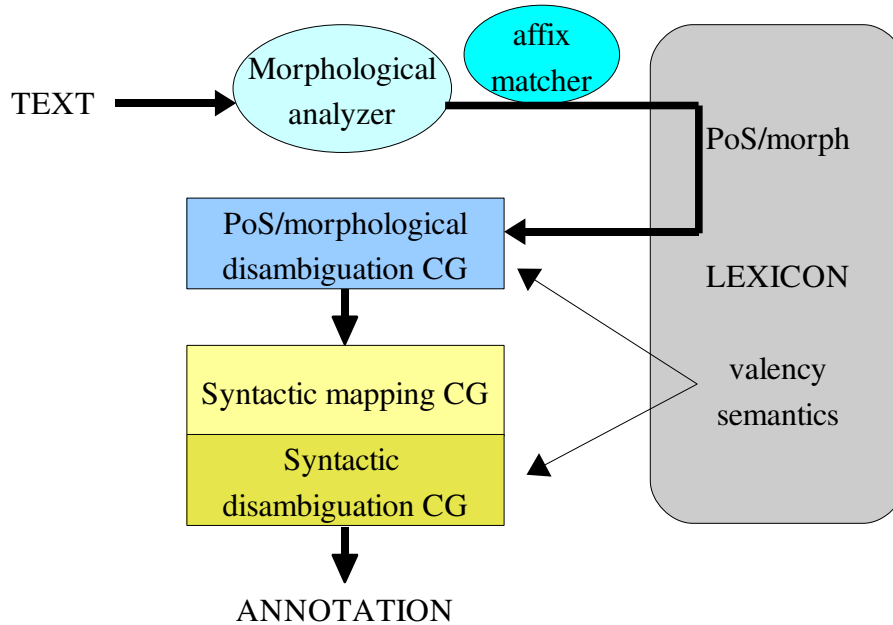 TEXT
Morphological
analyzer
affix
matcher
PoS/morph
PoS/morphological
disambiguation CG
LEXICON
Syntactic mapping CG
valency
semantics
Syntactic
disambiguation CG
ANNOTATION